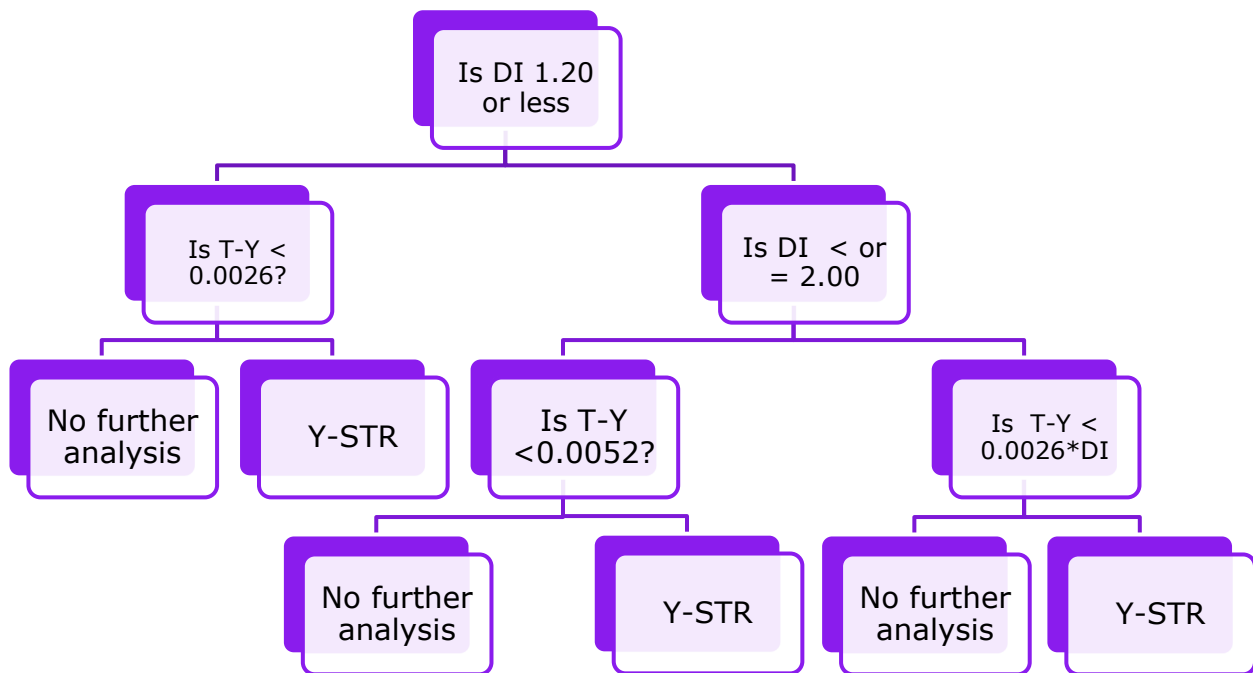 Is DI 1.20
or less
Is T-Y <
0.0026?
Is DI  < or
= 2.00
No further
analysis
Y-STR
Is T-Y
<0.0052?
Is  T-Y <
0.0026*DI
No further
analysis
Y-STR
No further
analysis
Y-STR